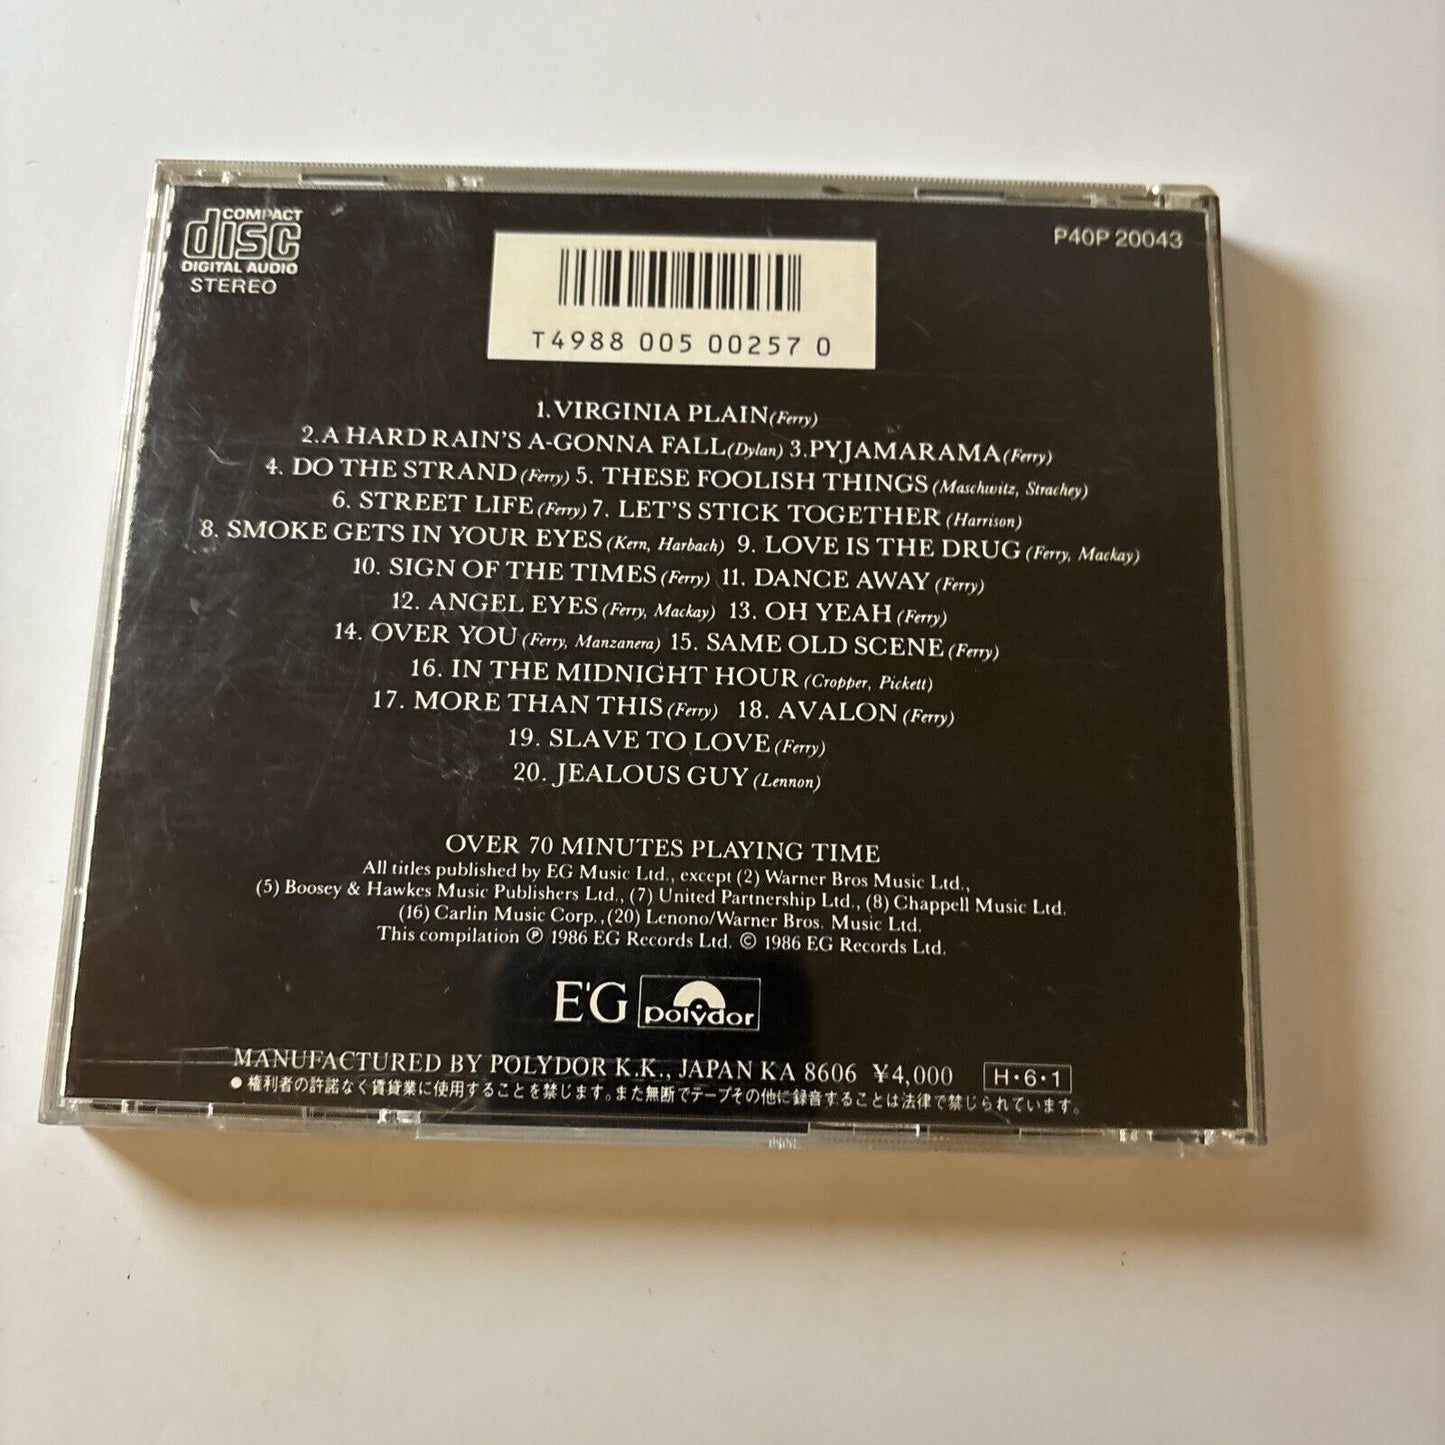 COMPACT
disc
DIGITAL AUDIO
STEREO
P40P 20043
T4988 005 00257 0
1. VIRGINIA PLAIN (Ferry)
2. A HARD RAIN'S A-GONNA FALL (Dylan) 3. PYJAMARAMA (Ferry)
4. DO THE STRAND (Ferry) 5. THESE FOOLISH THINGS (Maschwitz, Strachey)
6. STREET LIFE (Ferry) 7. LET'S STICK TOGETHER (Harrison)
8. SMOKE GETS IN YOUR EYES (Kern, Harbach) 9. LOVE IS THE DRUG (Ferry, Mackay)
10. SIGN OF THE TIMES (Ferry) 11. DANCE AWAY (Ferry)
12. ANGEL EYES (Ferry, Mackay) 13. OH YEAH (Ferry)
14. OVER YOU (Ferry, Manzanera) 15. SAME OLD SCENE (Ferry)
16. IN THE MIDNIGHT HOUR (Cropper, Pickett)
17. MORE THAN THIS (Ferry) 18. AVALON (Ferry)
19. SLAVE TO LOVE (Ferry)
20. JEALOUS GUY (Lennon)
OVER 70 MINUTES PLAYING TIME
All titles published by EG Music Ltd., except (2) Warner Bros Music Ltd.,
(5) Boosey & Hawkes Music Publishers Ltd., (7) United Partnership Ltd., (8) Chappell Music Ltd.
(16) Carlin Music Corp., (20) Lenono/Warner Bros. Music Ltd.
This compilation ℗ 1986 EG Records Ltd. © 1986 EG Records Ltd.
E'G polydor
MANUFACTURED BY POLYDOR K.K., JAPAN KA 8606 ¥4,000 H・6・1
● 権利者の許諾なく賃貸業に使用することを禁じます。また無断でテープその他に録音することは法律で禁じられています。